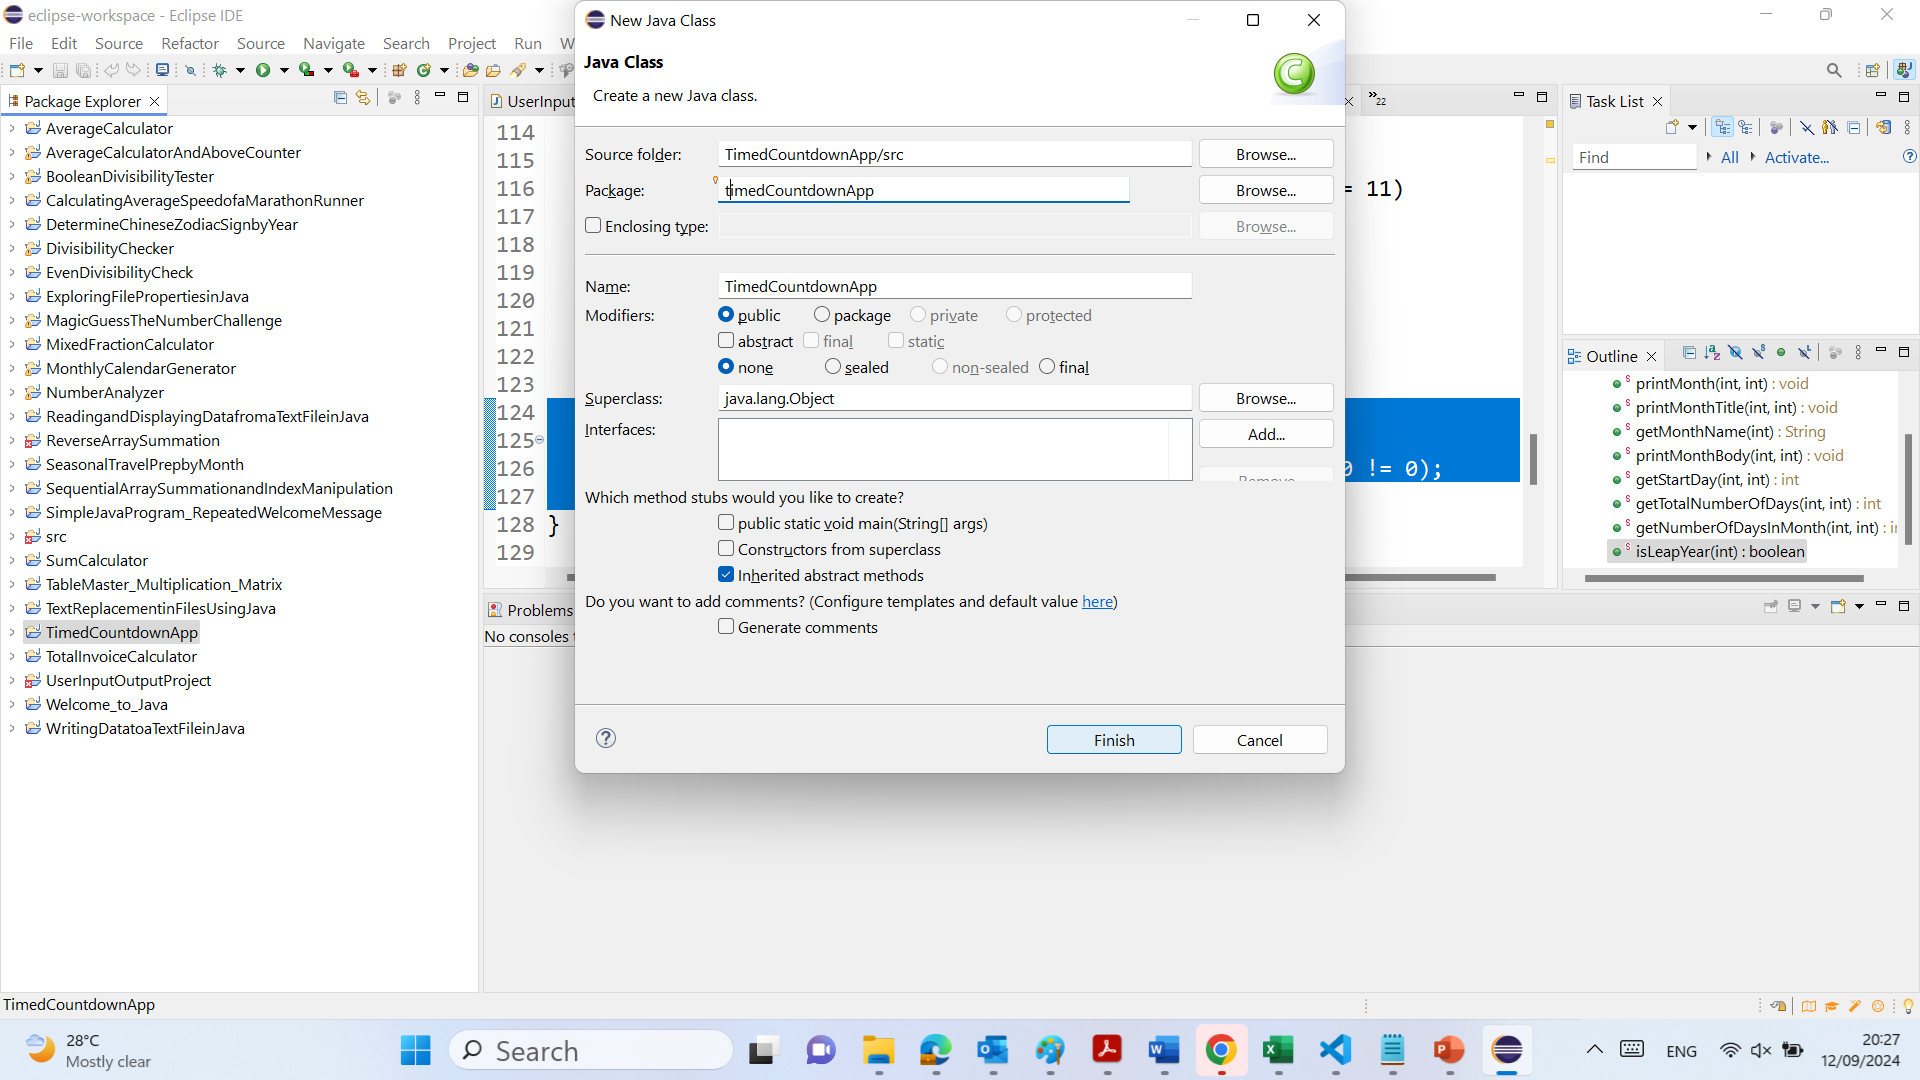 eclipse-workspace - Eclipse IDE
File Edit Source Refactor Source Navigate Search Project Run
New Java Class
Java Class
Create a new Java class.
Source folder: TimedCountdownApp/src Browse...
Package: timedCountdownApp Browse...
Enclosing type: Browse...
Name: TimedCountdownApp
Modifiers: public package private protected
abstract final static
none sealed non-sealed final
Superclass: java.lang.Object Browse...
Interfaces: Add...
Which method stubs would you like to create?
public static void main(String[] args)
Constructors from superclass
Inherited abstract methods
Do you want to add comments? (Configure templates and default value here)
Generate comments
Finish Cancel
Package Explorer
AverageCalculator
AverageCalculatorAndAboveCounter
BooleanDivisibilityTester
CalculatingAverageSpeedofaMarathonRunner
DetermineChineseZodiacSignbyYear
DivisibilityChecker
EvenDivisibilityCheck
ExploringFilePropertiesinJava
MagicGuessTheNumberChallenge
MixedFractionCalculator
MonthlyCalendarGenerator
NumberAnalyzer
ReadingandDisplayingDatafromaTextFileinJava
ReverseArraySummation
SeasonalTravelPrepbyMonth
SequentialArraySummationandIndexManipulation
SimpleJavaProgram_RepeatedWelcomeMessage
src
SumCalculator
TableMaster_Multiplication_Matrix
TextReplacementinFilesUsingJava
TimedCountdownApp
TotalInvoiceCalculator
UserInputOutputProject
Welcome_to_Java
WritingDatatoaTextFileinJava
UserInput
22
114
115
116 = 11)
117
118
119
120
121
122
123
124
125
126 != 0);
127
128 }
129
Problems
No consoles
Task List
Find All Activate...
Outline
printMonth(int, int) : void
printMonthTitle(int, int) : void
getMonthName(int) : String
printMonthBody(int, int) : void
getStartDay(int, int) : int
getTotalNumberOfDays(int, int) : int
getNumberOfDaysInMonth(int, int) :
isLeapYear(int) : boolean
TimedCountdownApp
28°C
Mostly clear
Search
ENG
20:27
12/09/2024